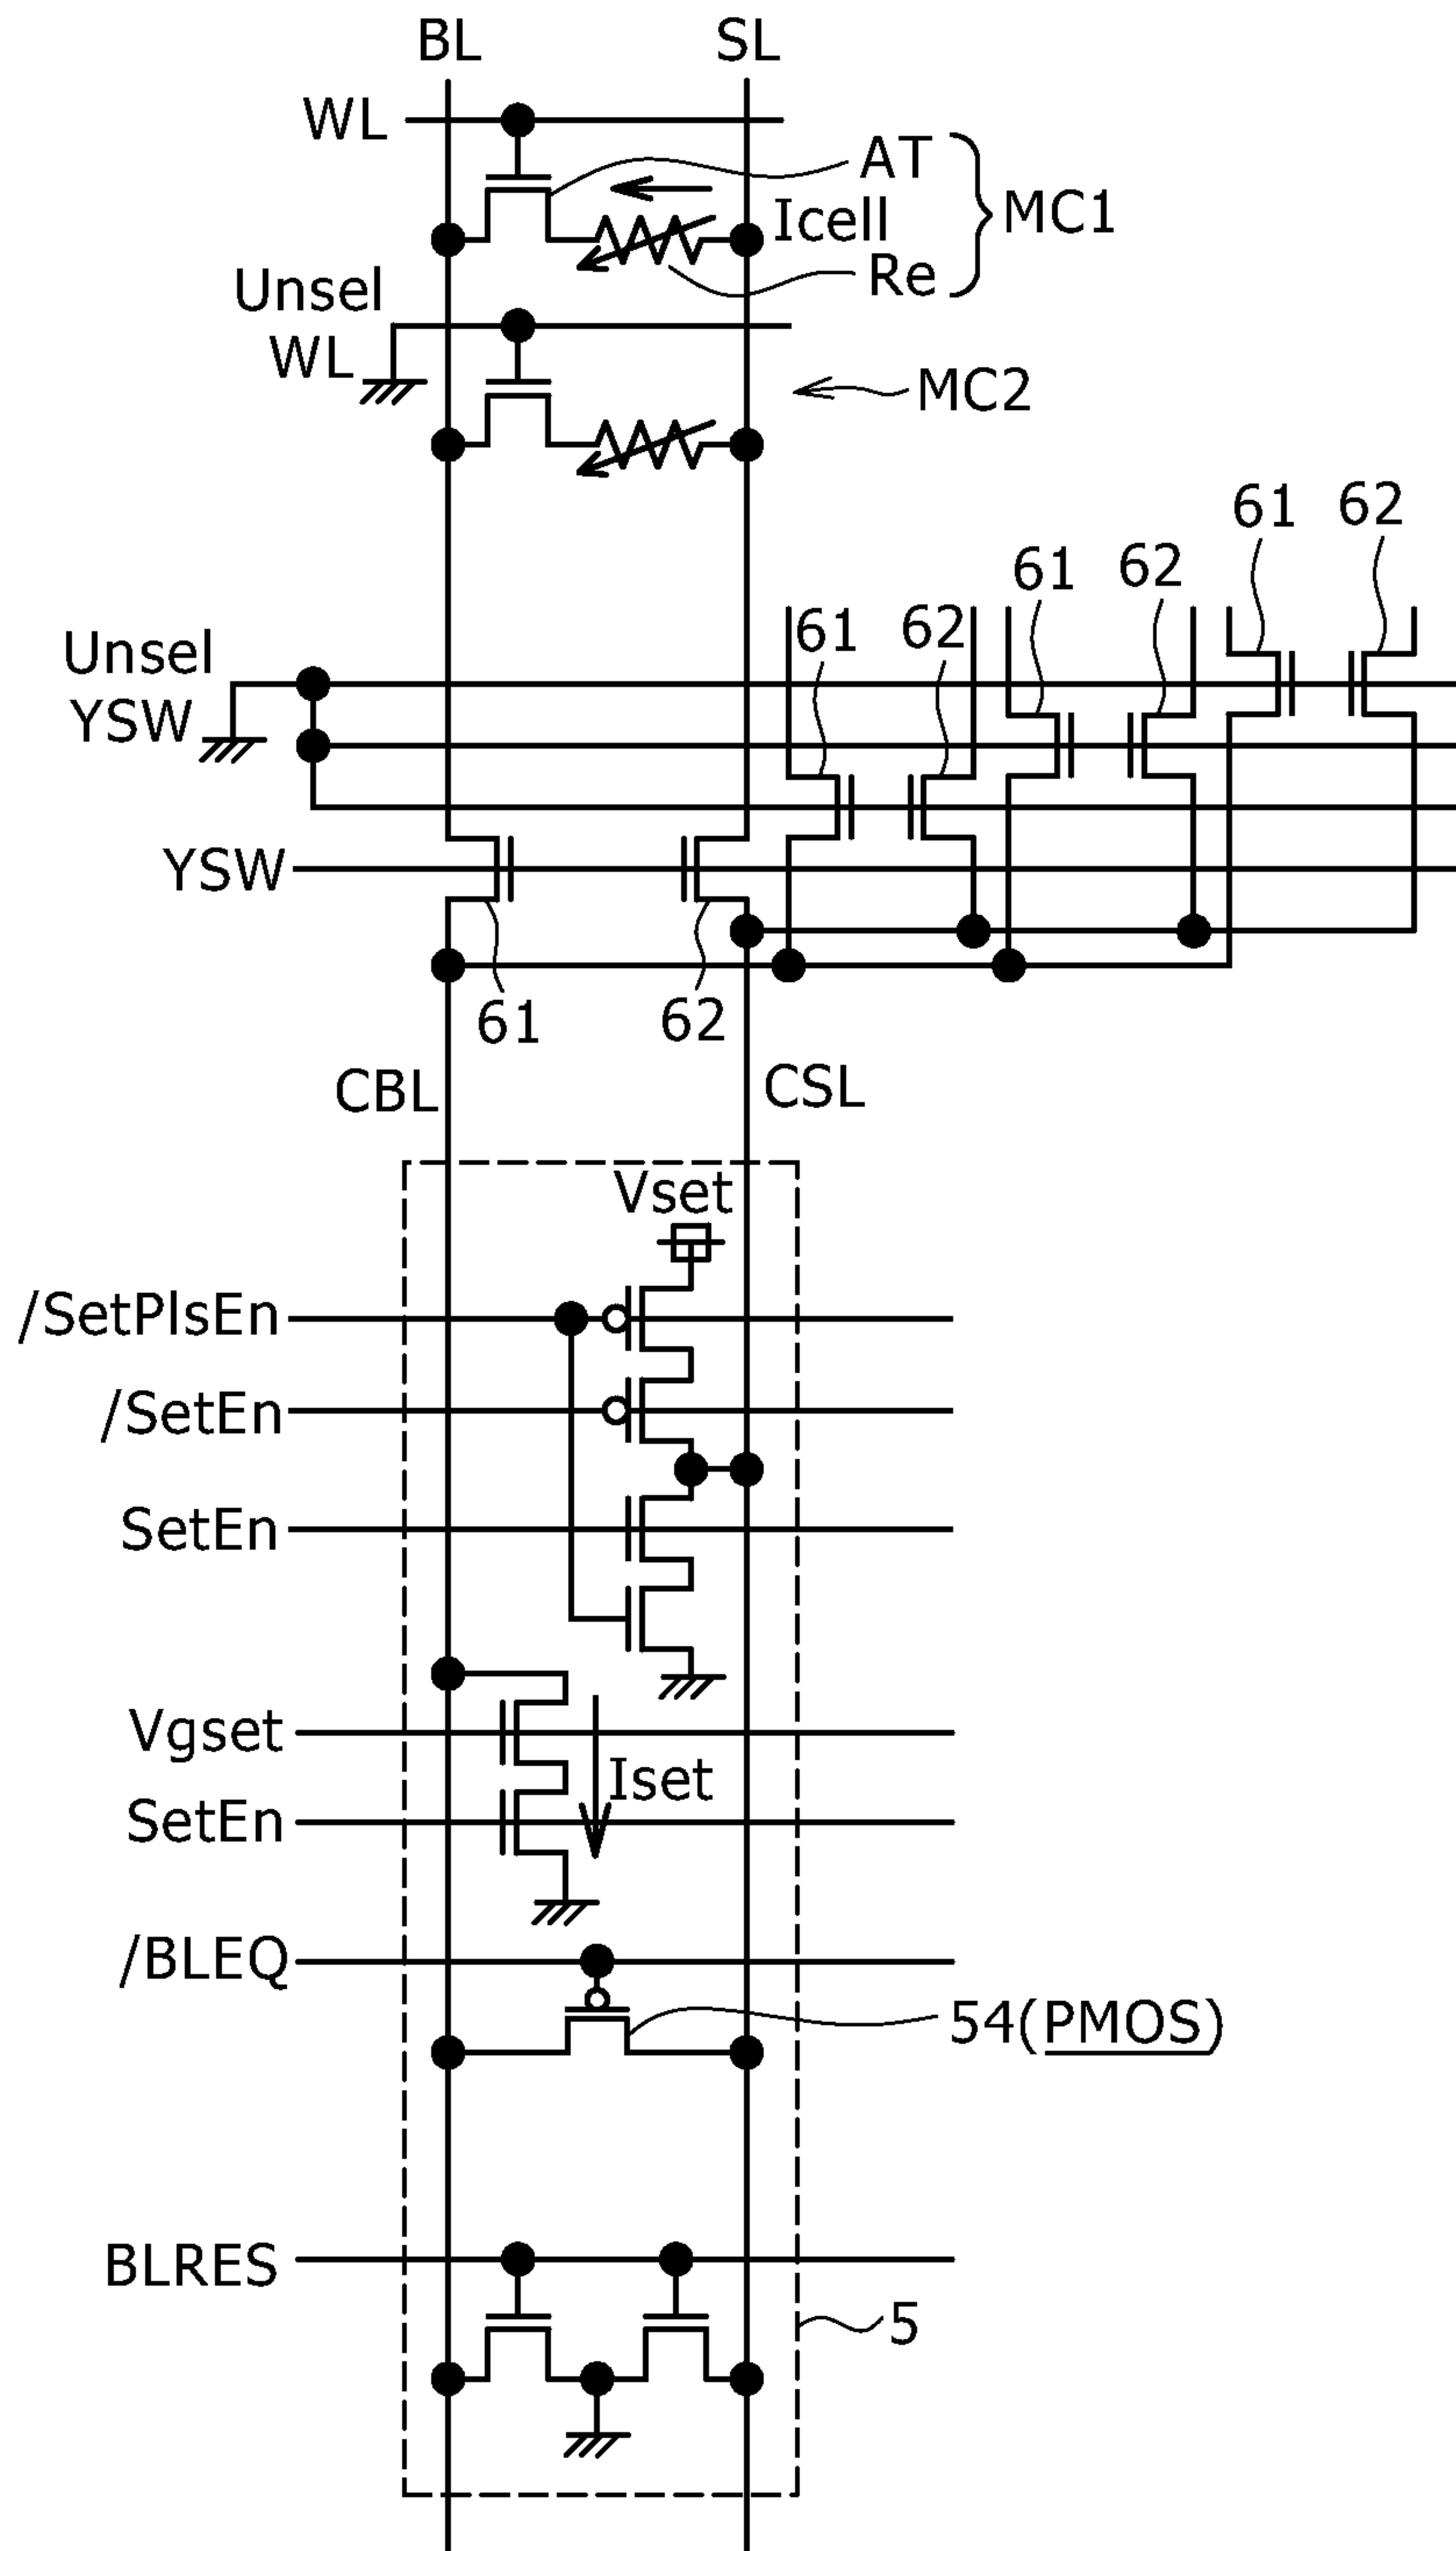 BL
SL
WL
AT
Icell
MC1
Re
Unsel
WL
MC2
61
62
61
62
61
62
Unsel
YSW
YSW
61
62
CBL
CSL
Vset
/SetPlsEn
/SetEn
SetEn
Vgset
Iset
SetEn
/BLEQ
54(PMOS)
BLRES
5